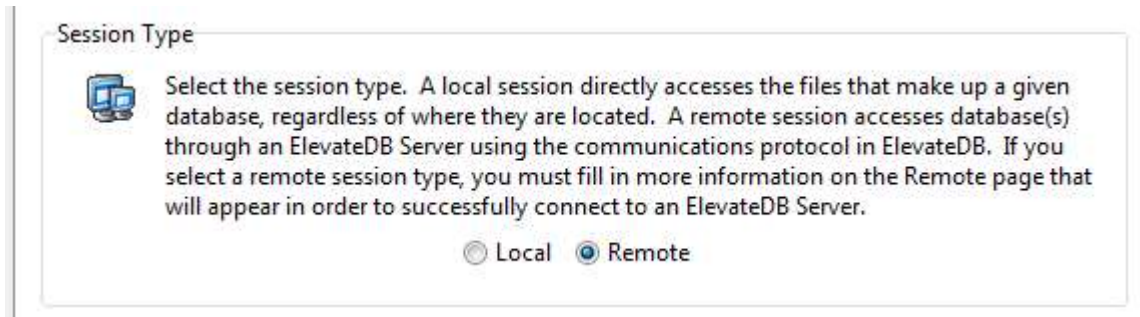 Session Type
Select the session type.  A local session directly accesses the files that make up a given
database, regardless of where they are located.  A remote session accesses database(s)
through an ElevateDB Server using the communications protocol in ElevateDB.  If you
select a remote session type, you must fill in more information on the Remote page that
will appear in order to successfully connect to an ElevateDB Server.
Local Remote